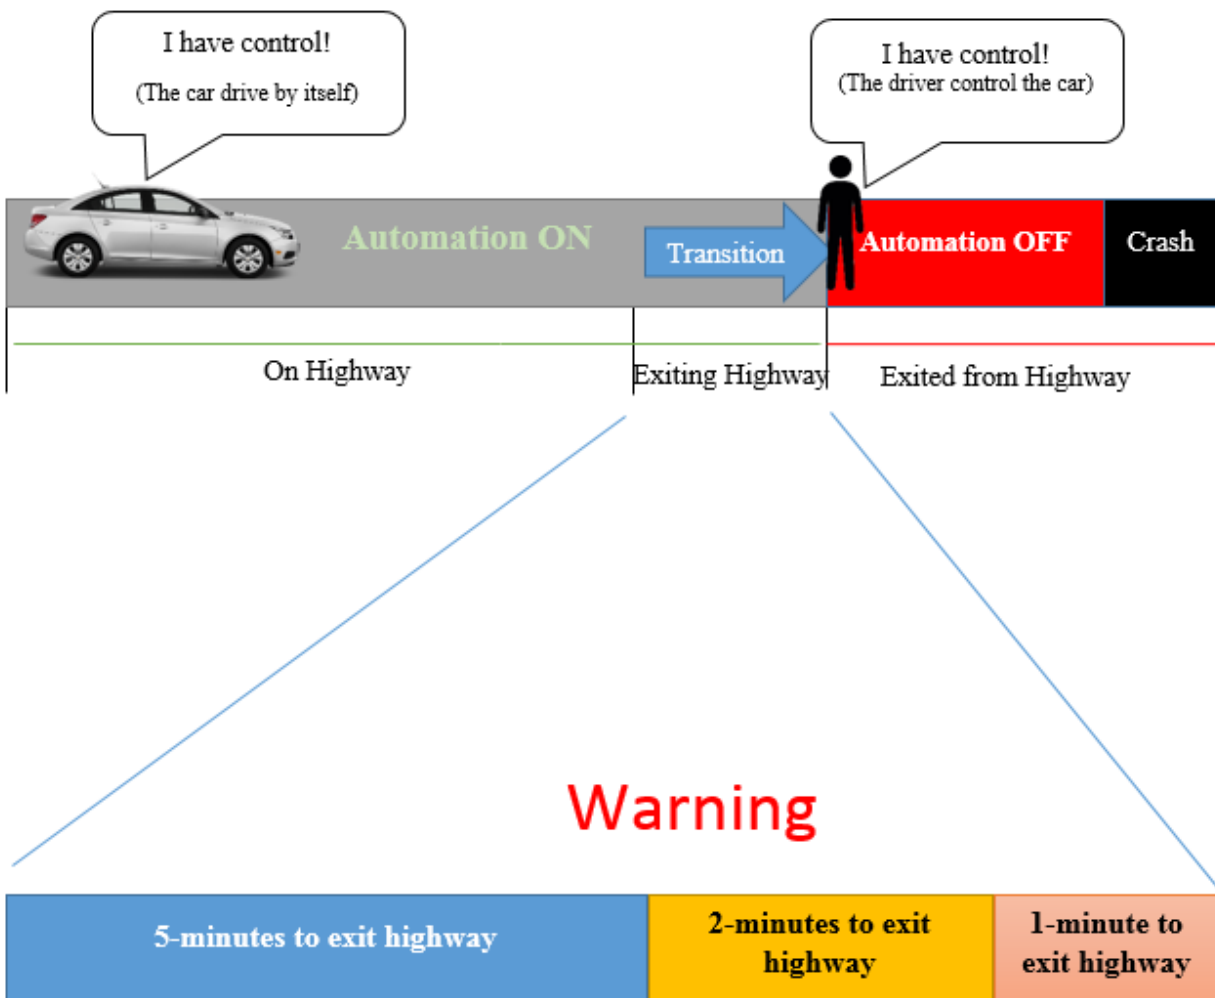 I have control!
(The car drive by itself)
I have control!
(The driver control the car)
Automation ON
Transition
Automation OFF
Crash
On Highway
Exiting Highway
Exited from Highway
Warning
5-minutes to exit highway
2-minutes to exit
highway
1-minute to
exit highway